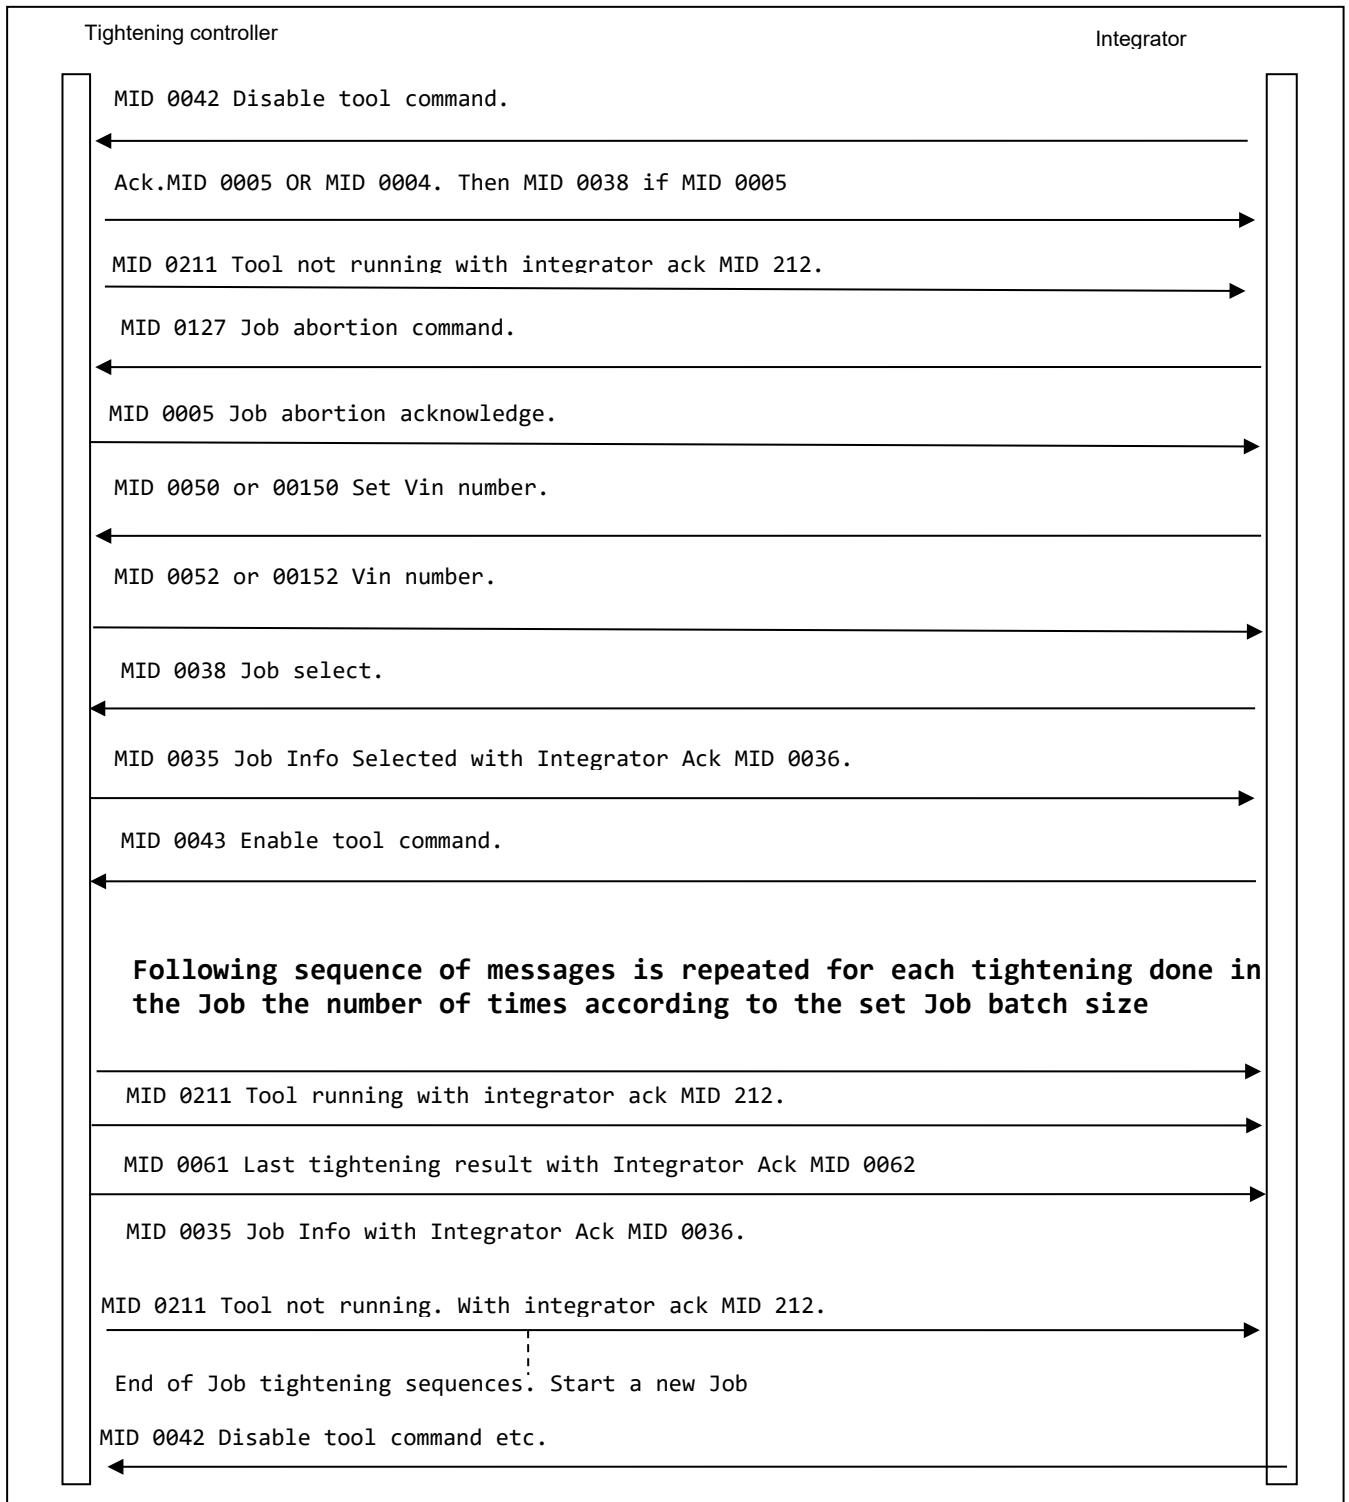 Tightening controller
Integrator
MID 0042 Disable tool command.
Ack.MID 0005 OR MID 0004. Then MID 0038 if MID 0005
MID 0211 Tool not running with integrator ack MID 212.
MID 0127 Job abortion command.
MID 0005 Job abortion acknowledge.
MID 0050 or 00150 Set Vin number.
MID 0052 or 00152 Vin number.
MID 0038 Job select.
MID 0035 Job Info Selected with Integrator Ack MID 0036.
MID 0043 Enable tool command.
Following sequence of messages is repeated for each tightening done in
the Job the number of times according to the set Job batch size
MID 0211 Tool running with integrator ack MID 212.
MID 0061 Last tightening result with Integrator Ack MID 0062
MID 0035 Job Info with Integrator Ack MID 0036.
MID 0211 Tool not running. With integrator ack MID 212.
End of Job tightening sequences. Start a new Job
MID 0042 Disable tool command etc.